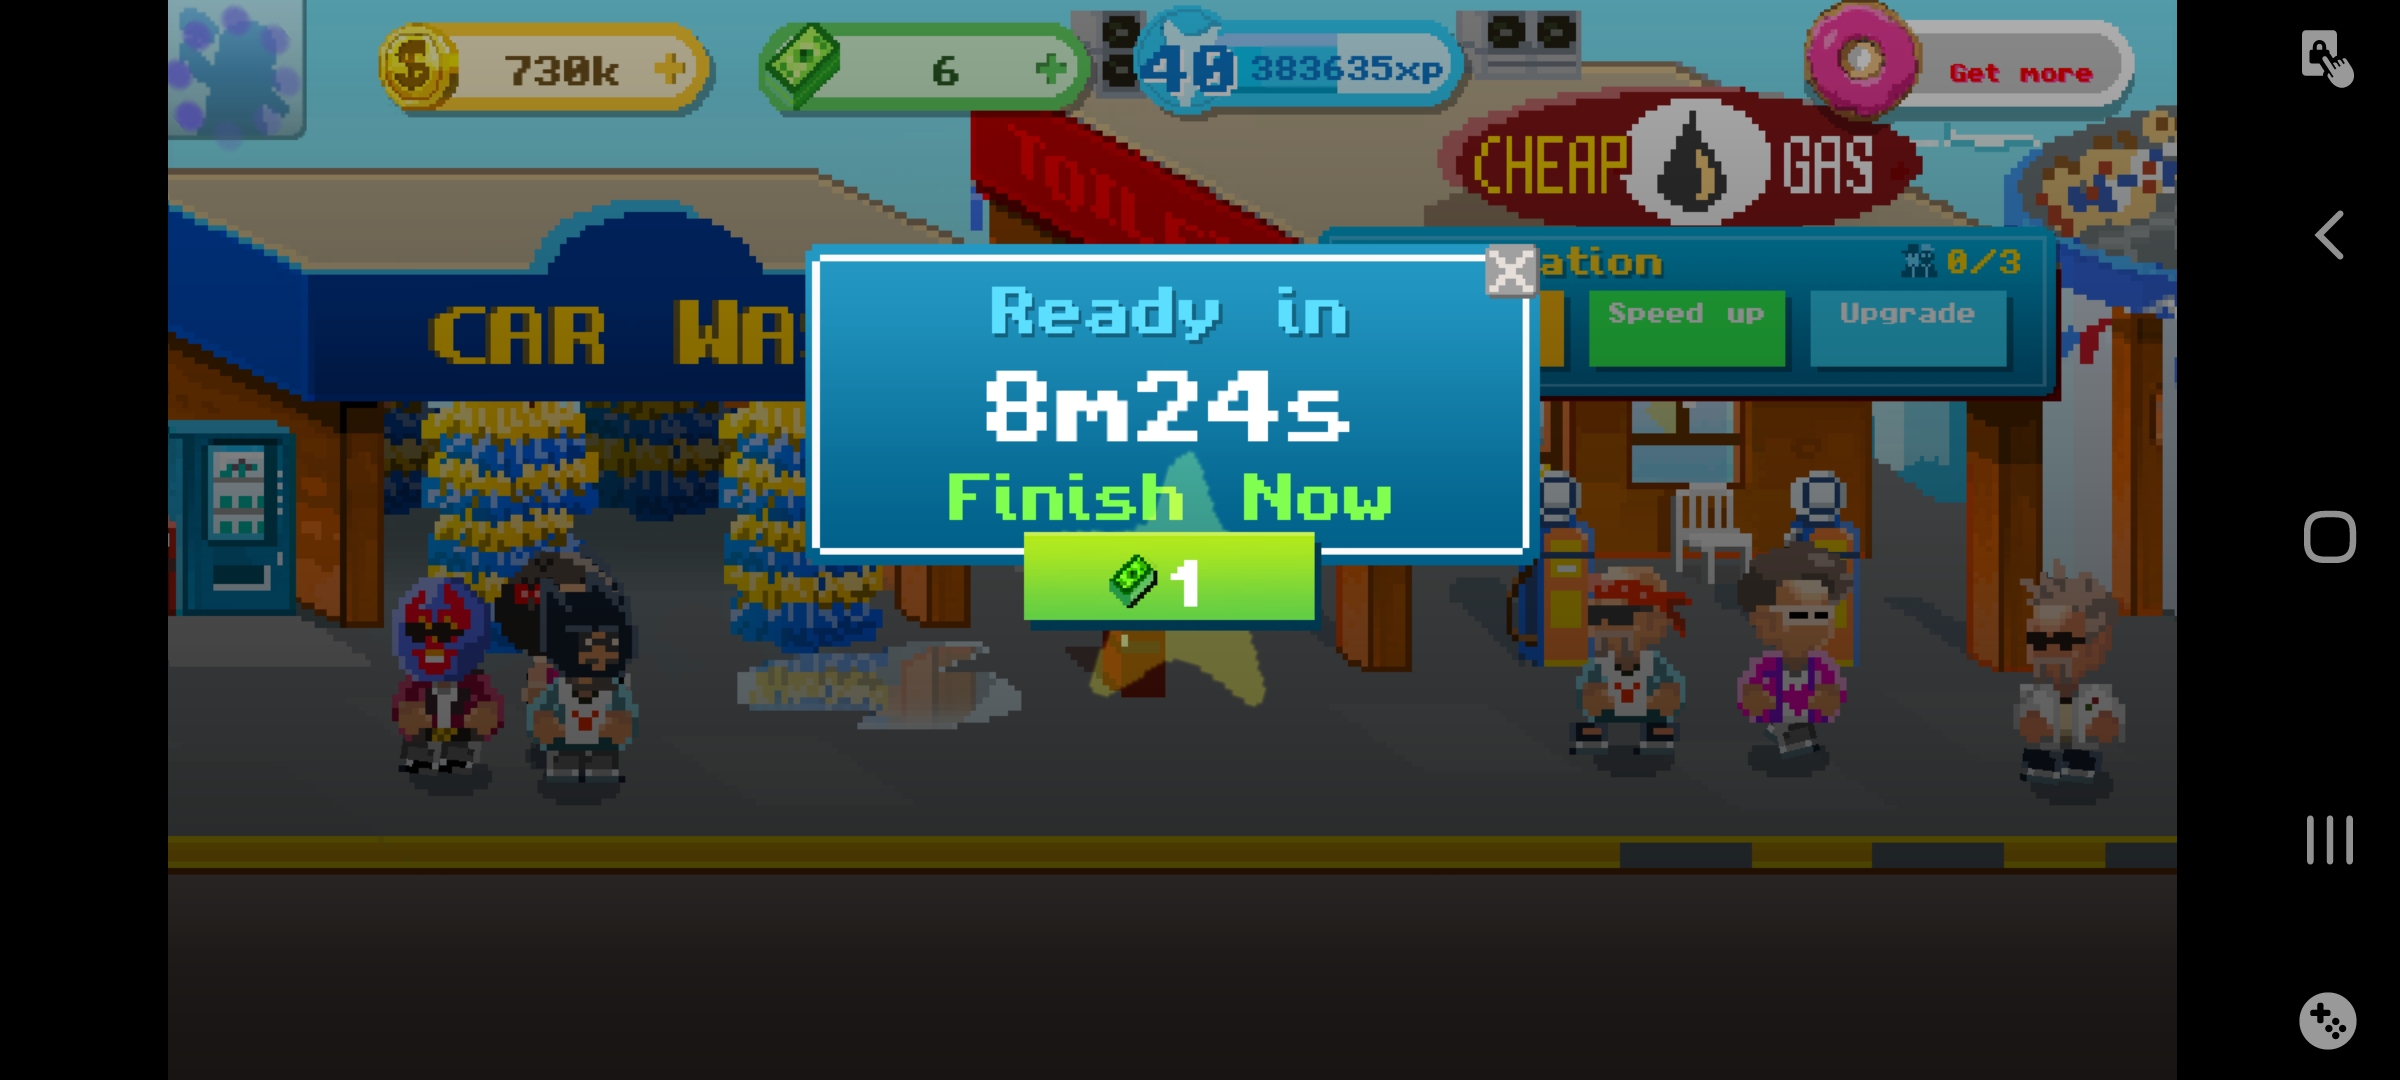 730k +
6 +
40 383635xp
Get more
CHEAP GAS
CAR WA
ation
0/3
Speed up
Upgrade
Ready in
8m24s
Finish Now
1